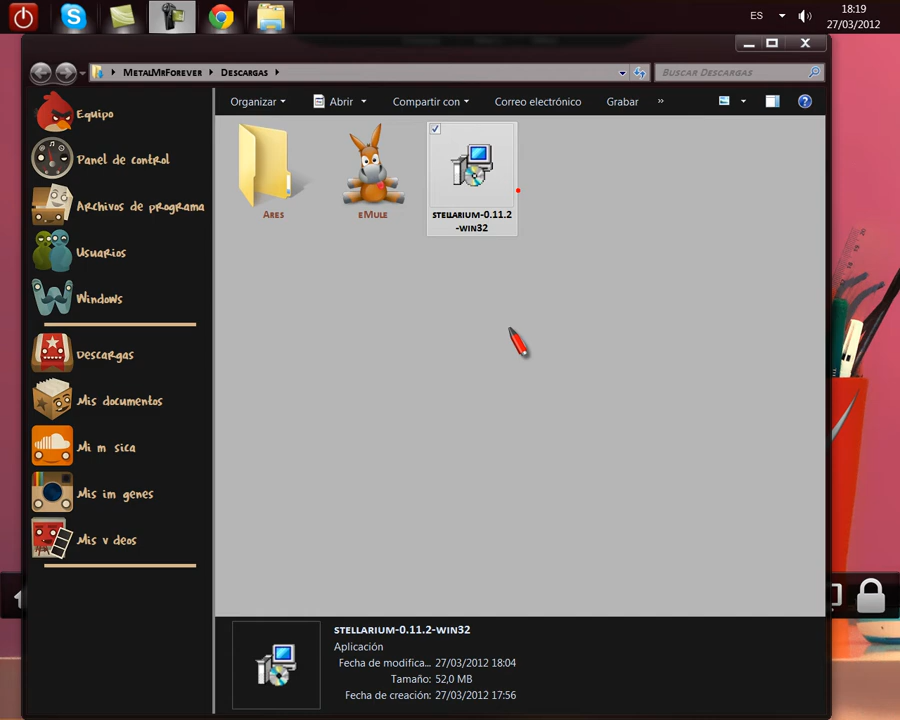 ES
18:19
27/03/2012
MetalMrForever
Descargas
Buscar Descargas
Organizar
Abrir
Compartir con
Correo electrónico
Grabar
»
Equipo
Panel de control
Archivos de programa
Usuarios
Windows
Descargas
Mis documentos
Mi m sica
Mis im genes
Mis v deos
Ares
eMule
stellarium-0.11.2
-win32
stellarium-0.11.2-win32
Aplicación
Fecha de modifica... 27/03/2012 18:04
Tamaño: 52,0 MB
Fecha de creación: 27/03/2012 17:56